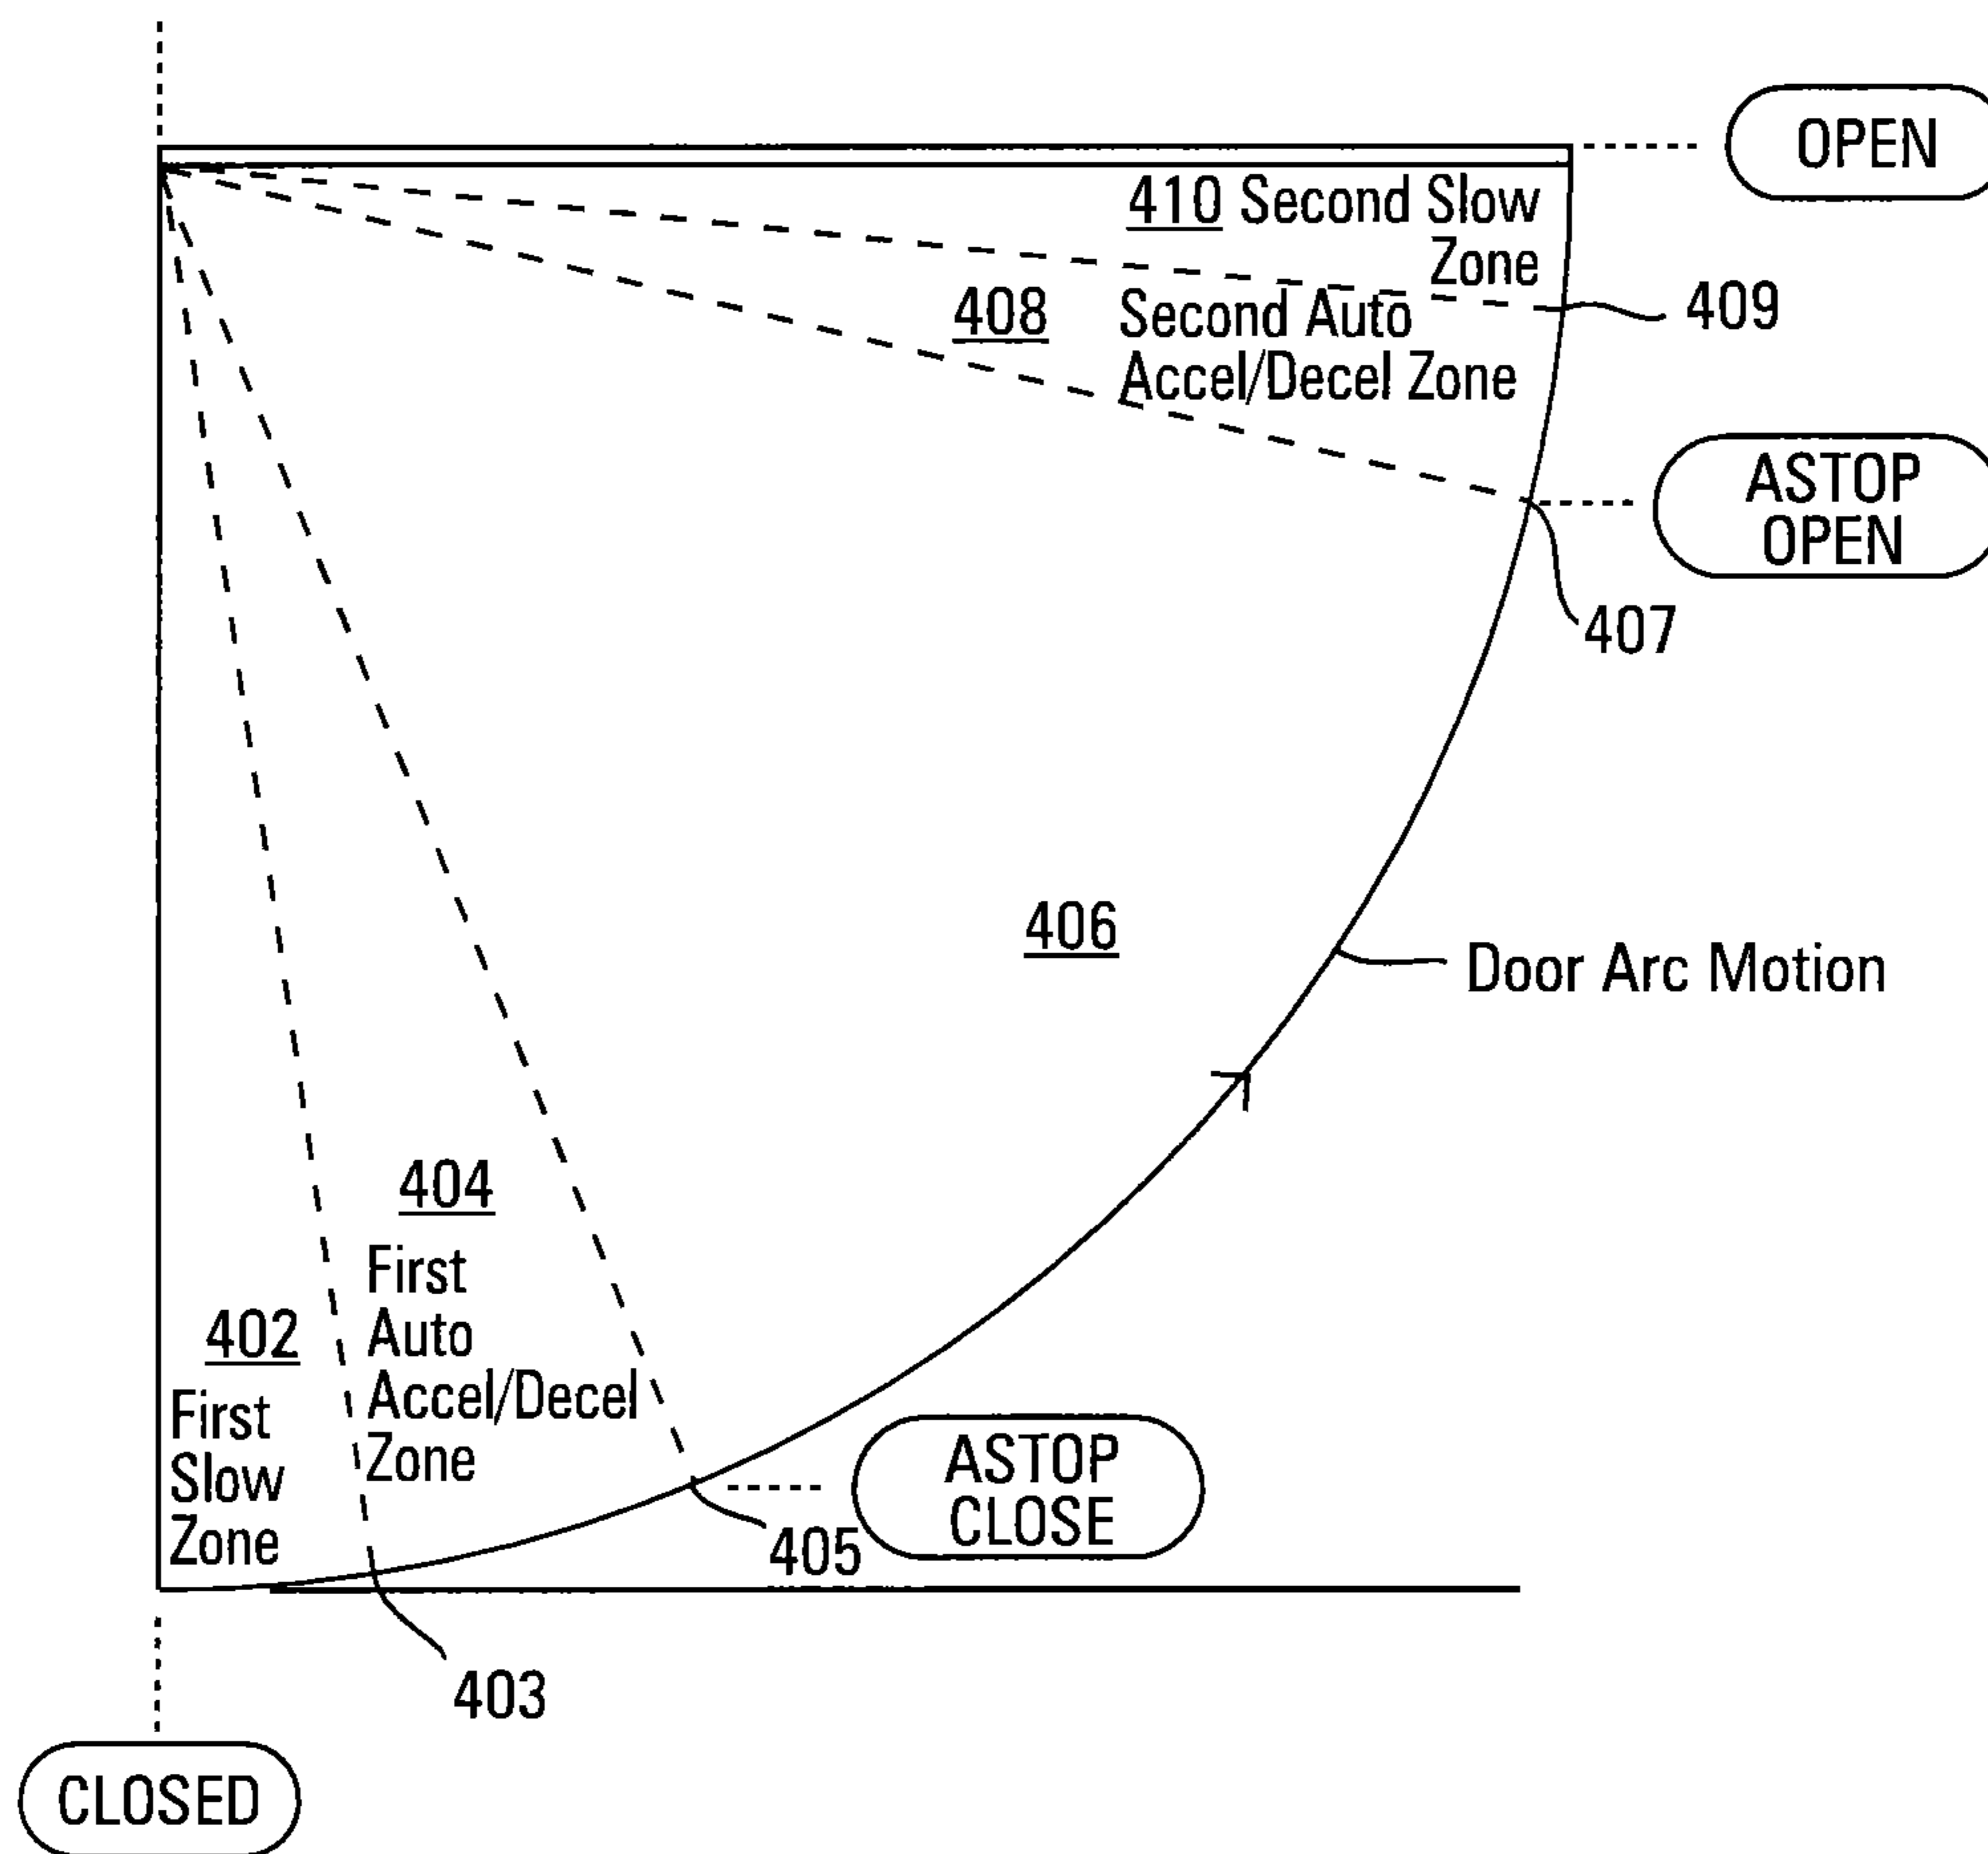 OPEN
410 Second Slow
Zone
409
408 Second Auto
Accel/Decel Zone
ASTOP
OPEN
407
406
Door Arc Motion
404
First
Auto
Accel/Decel
Zone
402
First
Slow
Zone
ASTOP
CLOSE
405
403
CLOSED